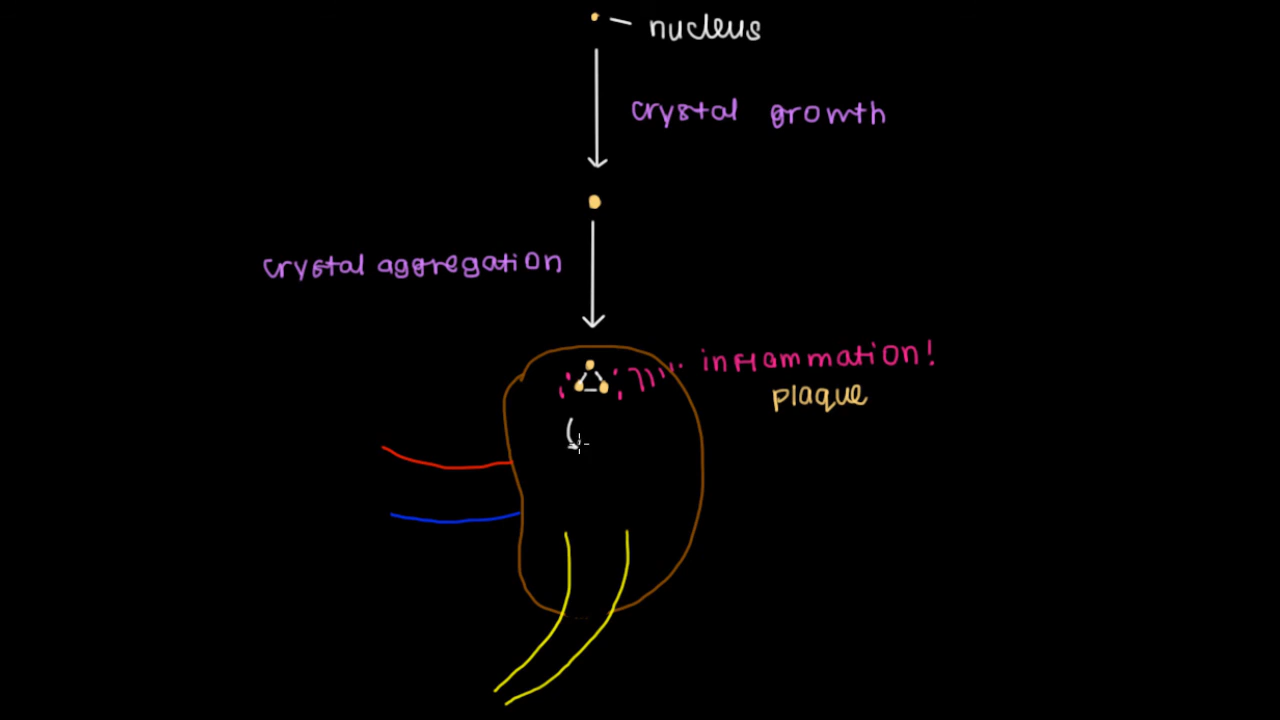 nucleus
crystal growth
crystal aggregation
inflammation!
plaque